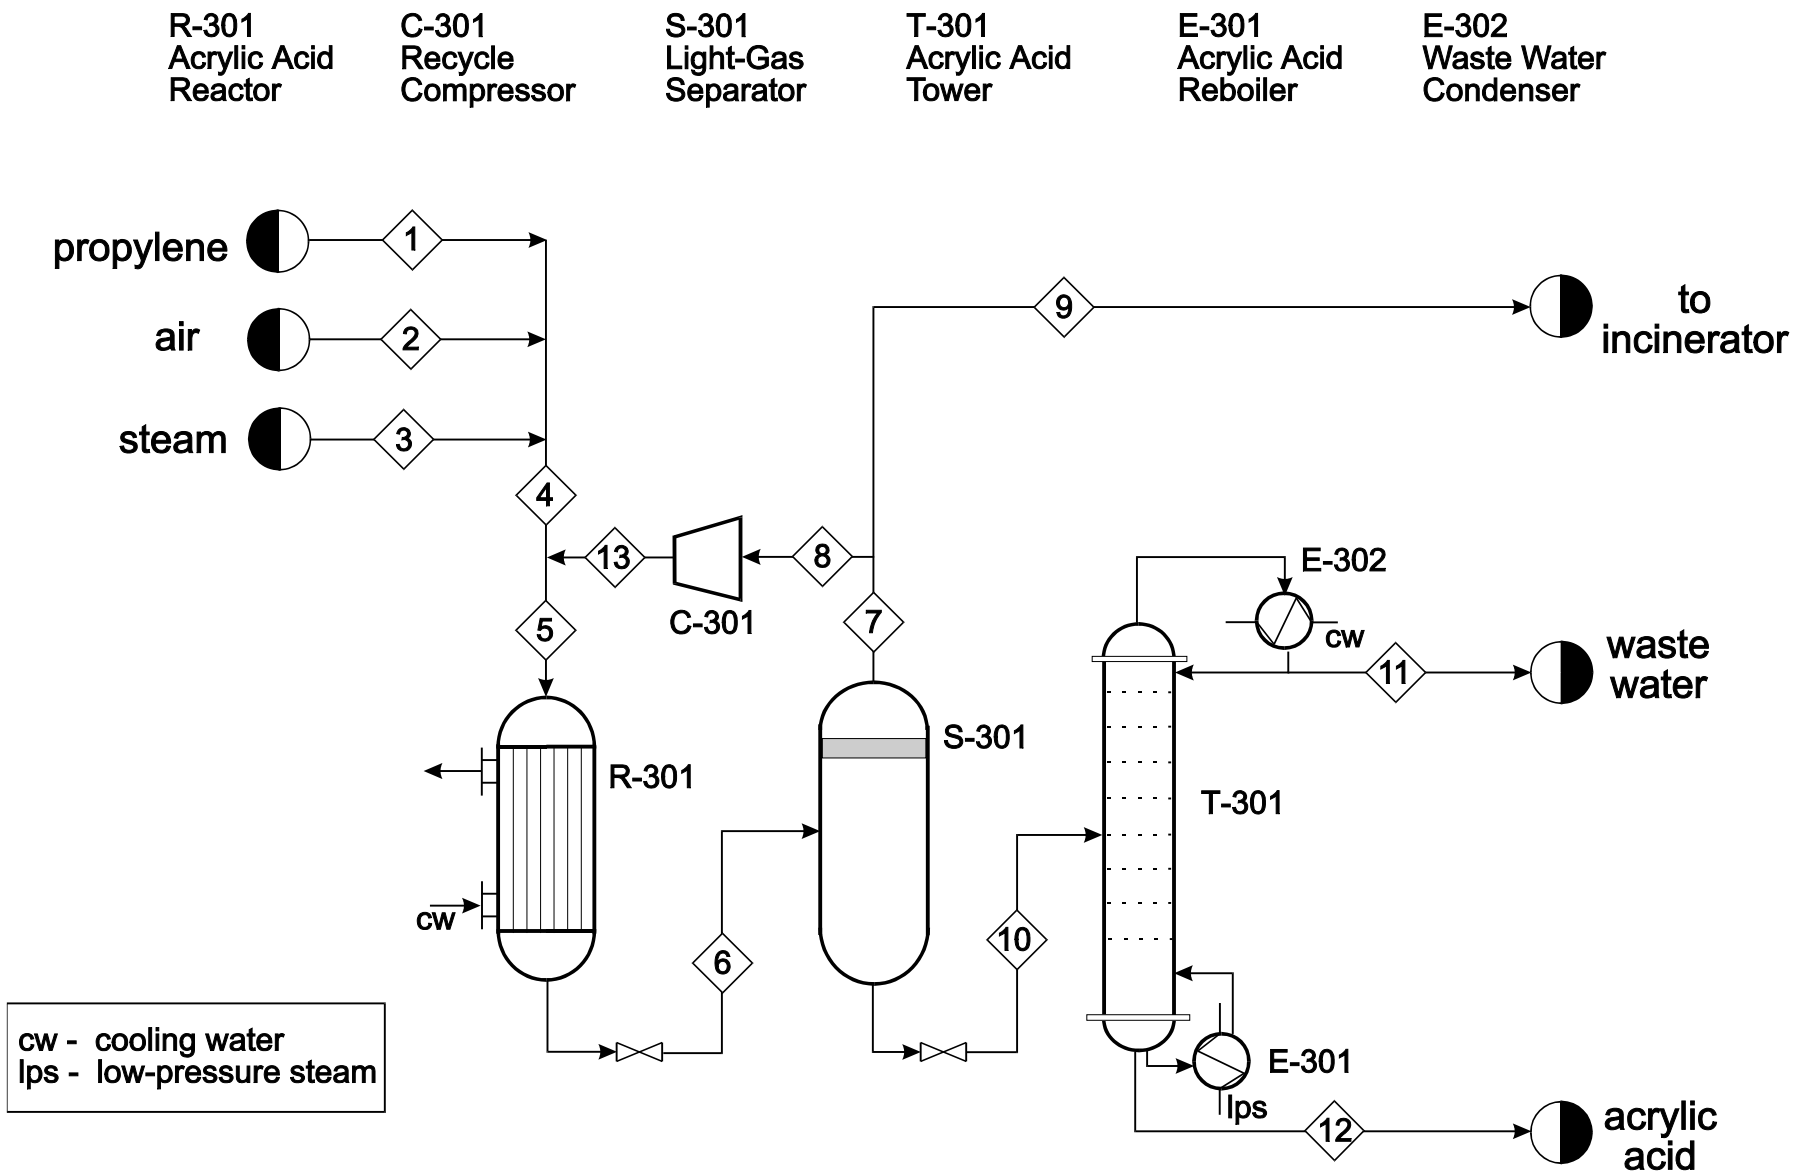 R-301
Acrylic Acid
Reactor
C-301
Recycle
Compressor
S-301
Light-Gas
Separator
T-301
Acrylic Acid
Tower
E-301
Acrylic Acid
Reboiler
E-302
Waste Water
Condenser
propylene
1
air
2
steam
3
4
5
13
8
C-301
7
9
to
incinerator
R-301
cw
6
S-301
10
E-302
cw
11
waste
water
T-301
E-301
lps
12
acrylic
acid
cw - cooling water
lps - low-pressure steam